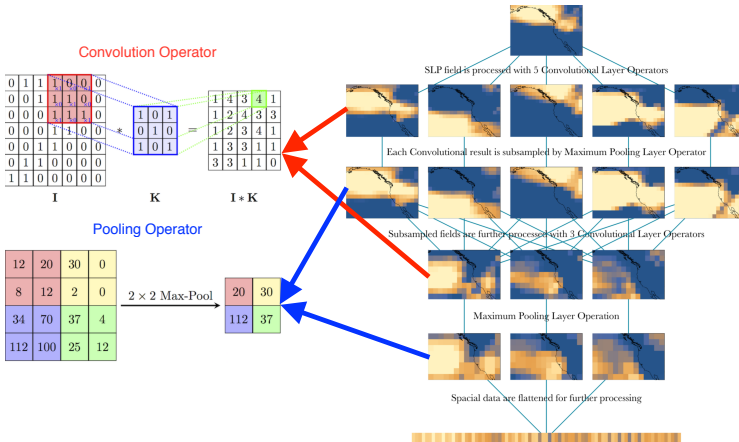 Convolution Operator
0 1 1 1 0 0 0
0 0 1 1 1 0 0
0 0 0 1 1 1 0
0 0 0 1 1 0 0
0 0 1 1 0 0 0
0 1 1 0 0 0 0
1 1 0 0 0 0 0
I
*
1 0 1
0 1 0
1 0 1
K
=
1 4 3 4 1
1 2 4 3 3
1 2 3 4 1
1 3 3 1 1
3 3 1 1 0
I * K
Pooling Operator
12 20 30 0
8 12 2 0
34 70 37 4
112 100 25 12
2 × 2 Max-Pool
20 30
112 37
SLP field is processed with 5 Convolutional Layer Operators
Each Convolutional result is subsampled by Maximum Pooling Layer Operator
Subsampled fields are further processed with 3 Convolutional Layer Operators
Maximum Pooling Layer Operation
Spacial data are flattened for further processing